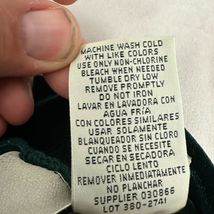 MACHINE WASH COLD
WITH LIKE COLORS
USE ONLY NON-CHLORINE
BLEACH WHEN NEEDED
TUMBLE DRY LOW
REMOVE PROMPTLY
DO NOT IRON
LAVAR EN LAVADORA CON
AGUA FRIA
CON COLORES SIMILARES
USAR SOLAMENTE
BLANQUEADOR SIN CLORO
CUANDO SE NECESITE
SECAR EN SECADORA
CICLO LENTO
REMOVER INMEDIATAMENTE
NO PLANCHAR
SUPPLIER 030866
LOT 380-2741